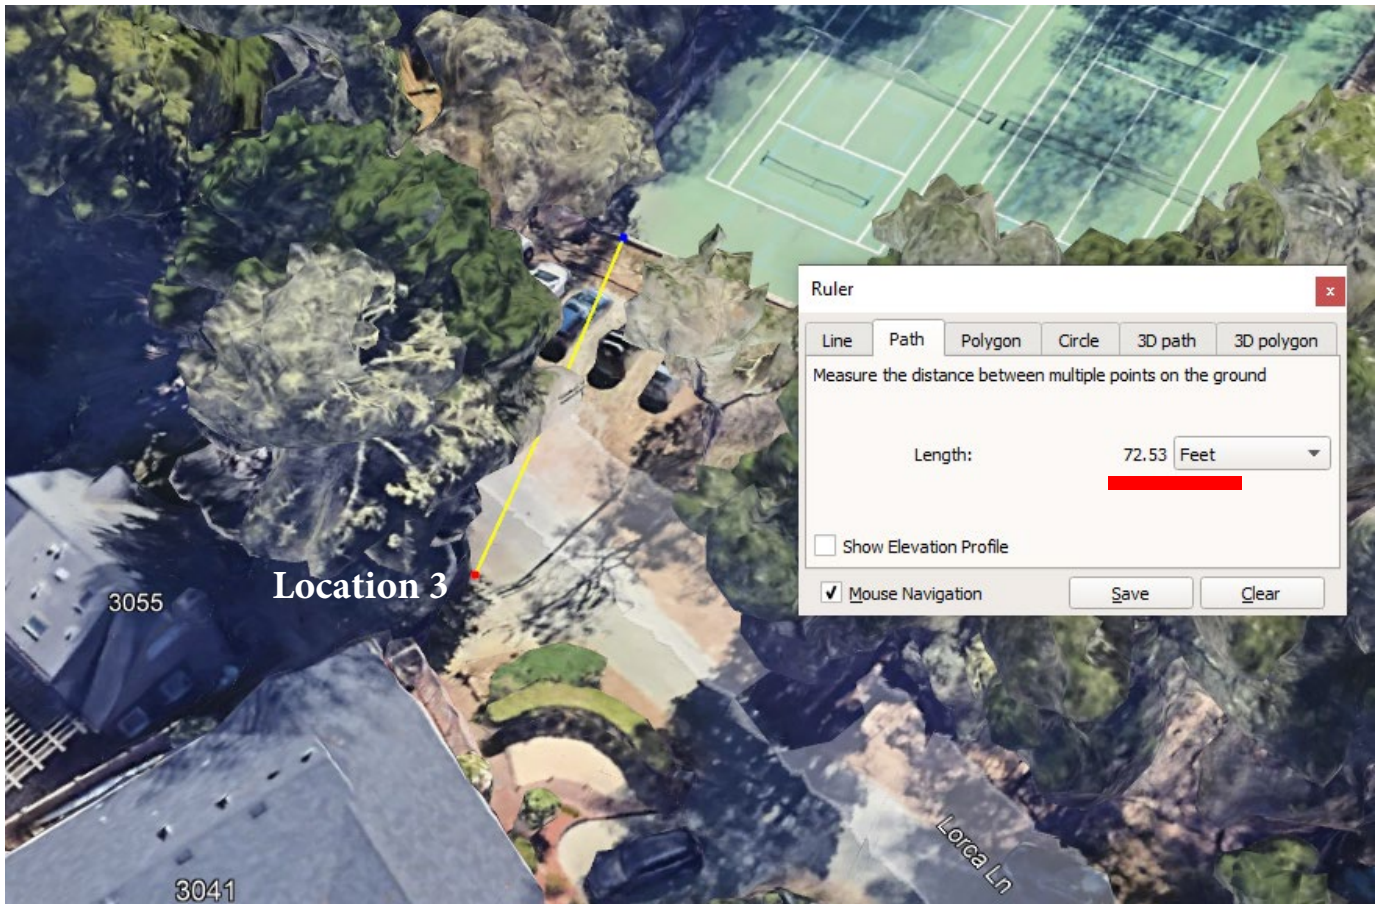 Ruler
x
Line Path Polygon Circle 3D path 3D polygon
Measure the distance between multiple points on the ground
Length: 72.53 Feet
Show Elevation Profile
Mouse Navigation Save Clear
Location 3
3055
3041
Lorca Ln